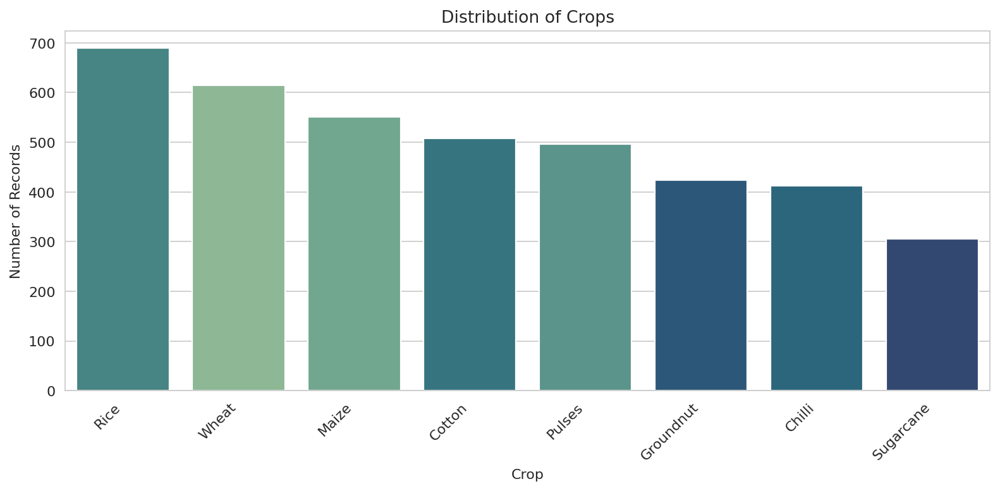 Distribution of Crops
700
600
500
400
300
200
100
0
Number of Records
Rice
Wheat
Maize
Cotton
Pulses
Groundnut
Chilli
Sugarcane
Crop